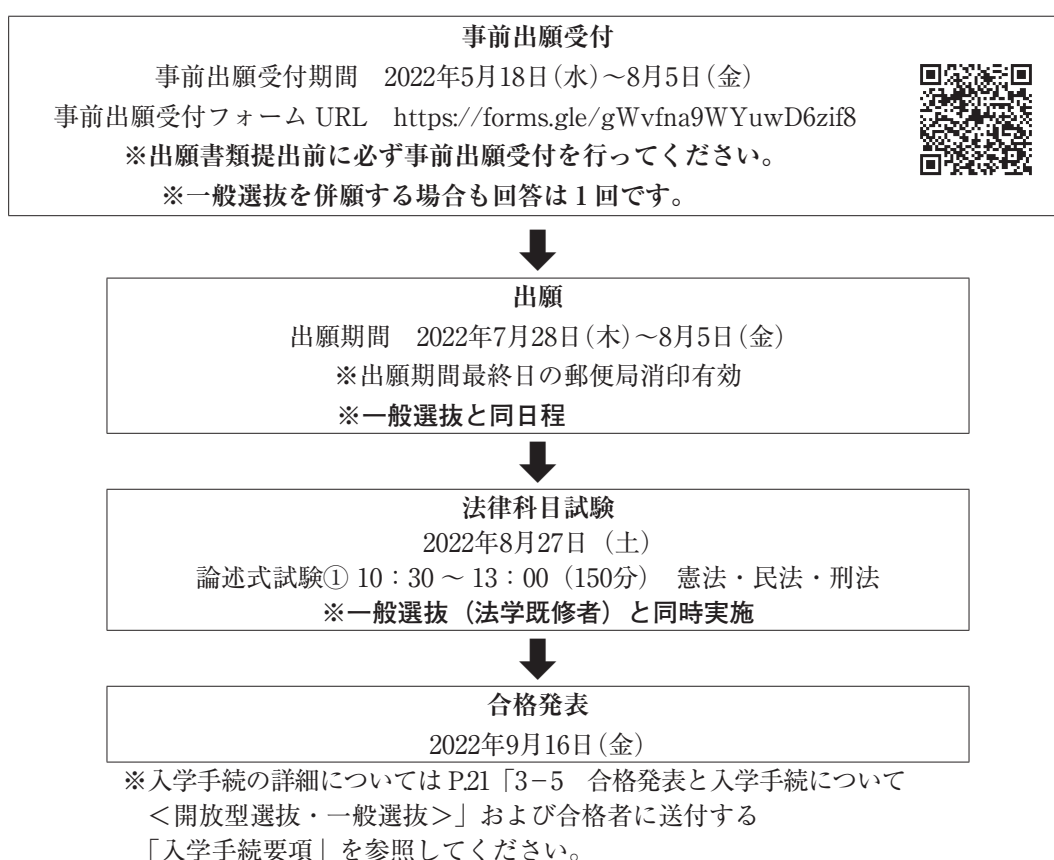 事前出願受付
事前出願受付期間　2022年5月18日(水)～8月5日(金)
事前出願受付フォーム URL　https://forms.gle/gWvfna9WYuwD6zif8
※出願書類提出前に必ず事前出願受付を行ってください。
※一般選抜を併願する場合も回答は1回です。
出願
出願期間　2022年7月28日(木)～8月5日(金)
※出願期間最終日の郵便局消印有効
※一般選抜と同日程
法律科目試験
2022年8月27日（土）
論述式試験① 10：30 ～ 13：00（150分）　憲法・民法・刑法
※一般選抜（法学既修者）と同時実施
合格発表
2022年9月16日(金)
※入学手続の詳細については P.21「3－5　合格発表と入学手続について
＜開放型選抜・一般選抜＞」および合格者に送付する
「入学手続要項」を参照してください。